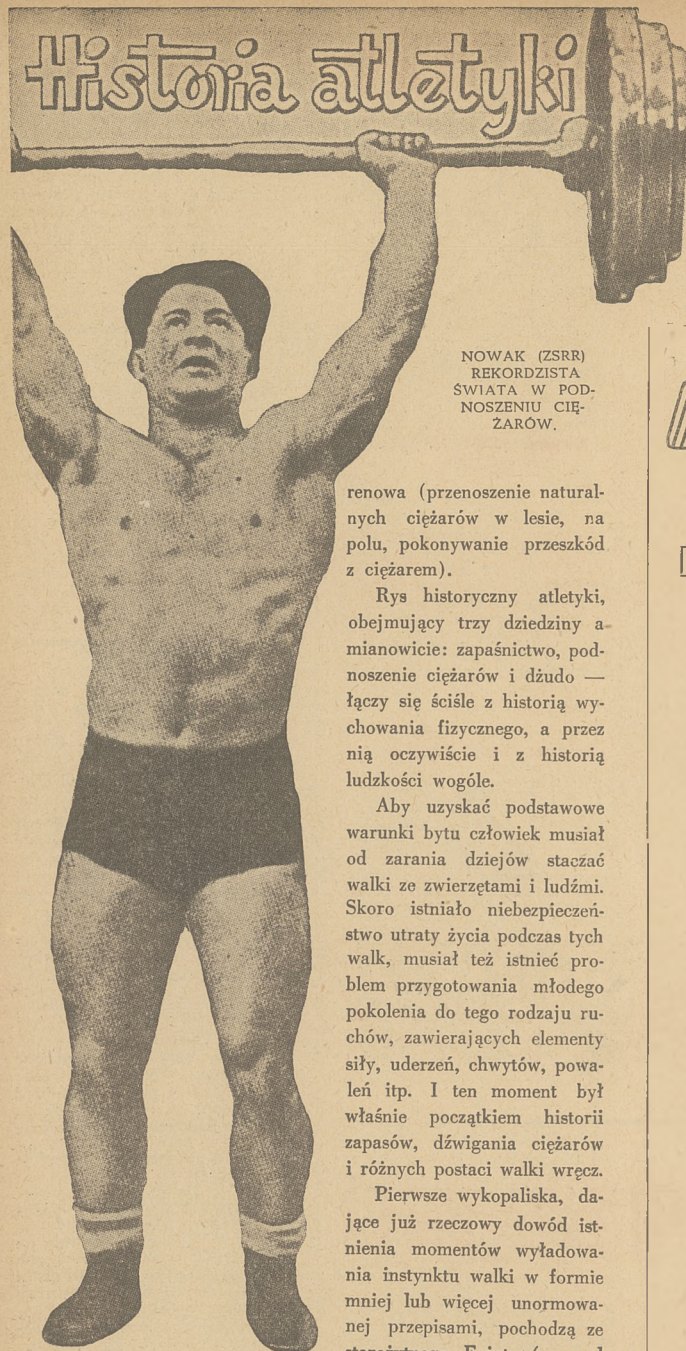 Historia atletyki
NOWAK (ZSRR)
REKORDZISTA
ŚWIATA W POD-
NOSZENIU CIĘ-
ŻARÓW.
renowa (przenoszenie natural-
nych ciężarów w lesie, na
polu, pokonywanie przeszkód
z ciężarem).
Rys historyczny atletyki,
obejmujący trzy dziedziny a
mianowicie: zapaśnictwo, pod-
noszenie ciężarów i dżudo —
łączy się ściśle z historią wy-
chowania fizycznego, a przez
nią oczywiście i z historią
ludzkości wogóle.
Aby uzyskać podstawowe
warunki bytu człowiek musiał
od zarania dziejów staczać
walki ze zwierzętami i ludźmi.
Skoro istniało niebezpieczeń-
stwo utraty życia podczas tych
walk, musiał też istnieć pro-
blem przygotowania młodego
pokolenia do tego rodzaju ru-
chów, zawierających elementy
siły, uderzeń, chwytów, powa-
leń itp. I ten moment był
właśnie początkiem historii
zapasów, dźwigania ciężarów
i różnych postaci walki wręcz.
Pierwsze wykopaliska, da-
jące już rzeczowy dowód ist-
nienia momentów wyładowa-
nia instynktu walki w formie
mniej lub więcej unormowa-
nej przepisami, pochodzą ze